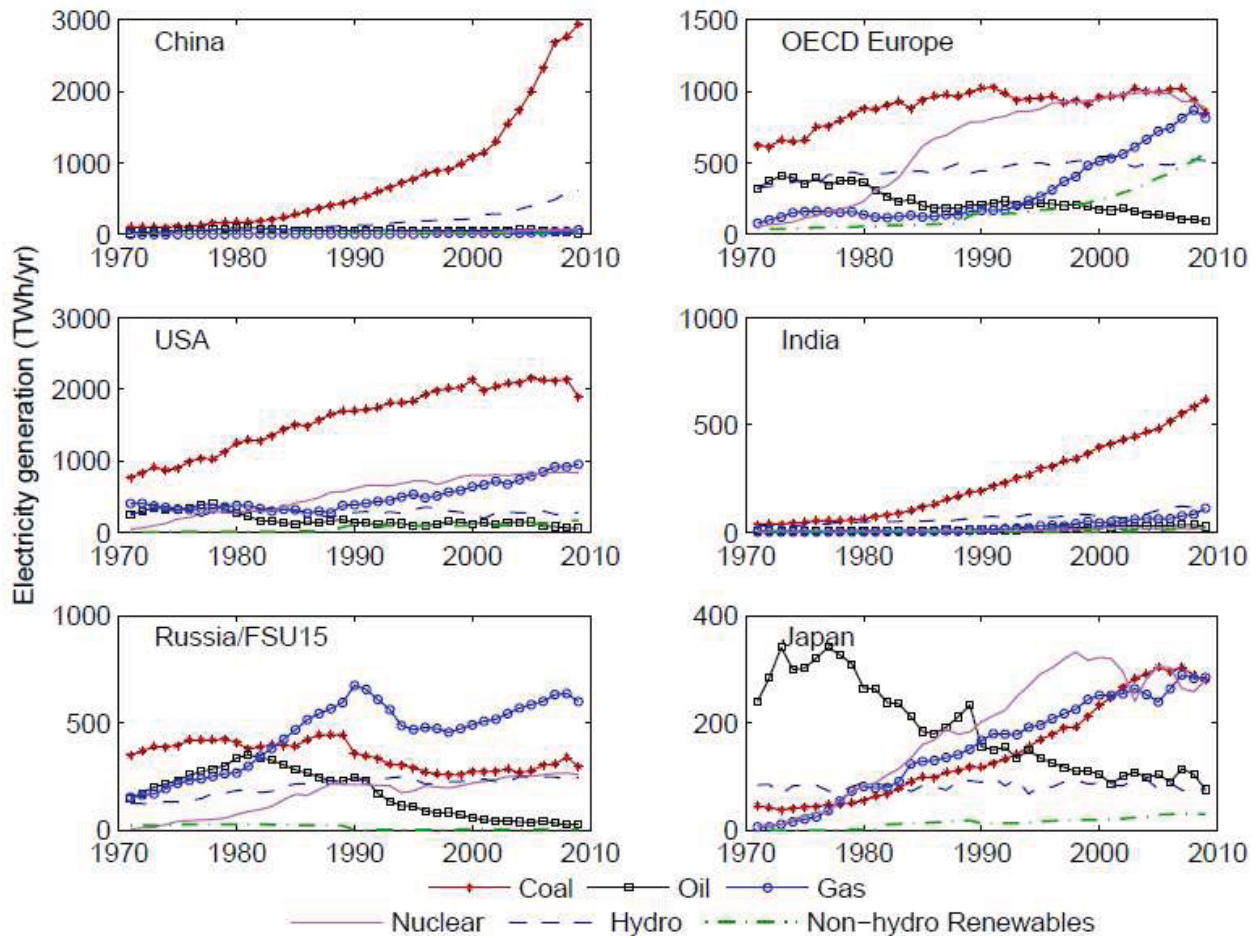 Electricity generation (TWh/yr)
China
3000
2000
1000
0
1970 1980 1990 2000 2010
OECD Europe
1500
1000
500
0
1970 1980 1990 2000 2010
USA
3000
2000
1000
0
1970 1980 1990 2000 2010
India
1000
500
0
1970 1980 1990 2000 2010
Russia/FSU15
1000
500
0
1970 1980 1990 2000 2010
Japan
400
200
0
1970 1980 1990 2000 2010
Coal Oil Gas
Nuclear Hydro Non-hydro Renewables